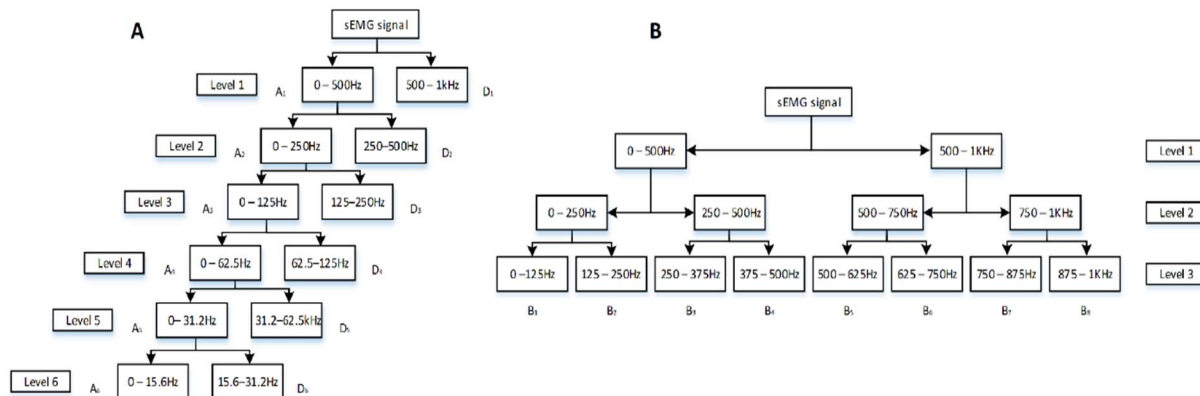 A
sEMG signal
Level 1
A₁
0–500Hz
500–1kHz
D₁
Level 2
A₂
0–250Hz
250–500Hz
D₂
Level 3
A₃
0–125Hz
125–250Hz
D₃
Level 4
A₄
0–62.5Hz
62.5–125Hz
D₄
Level 5
A₅
0–31.2Hz
31.2–62.5kHz
D₅
Level 6
A₆
0–15.6Hz
15.6–31.2Hz
D₆
B
sEMG signal
0–500Hz
500–1KHz
Level 1
0–250Hz
250–500Hz
500–750Hz
750–1KHz
Level 2
0–125Hz
125–250Hz
250–375Hz
375–500Hz
500–625Hz
625–750Hz
750–875Hz
875–1KHz
Level 3
B₁
B₂
B₃
B₄
B₅
B₆
B₇
B₈